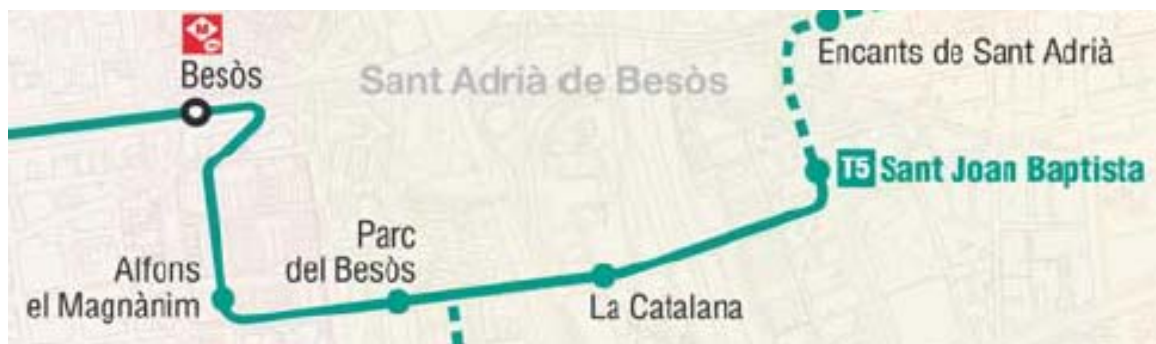 M
Besòs
Sant Adrià de Besòs
Encants de Sant Adrià
T5 Sant Joan Baptista
Parc
del Besòs
Alfons
el Magnànim
La Catalana